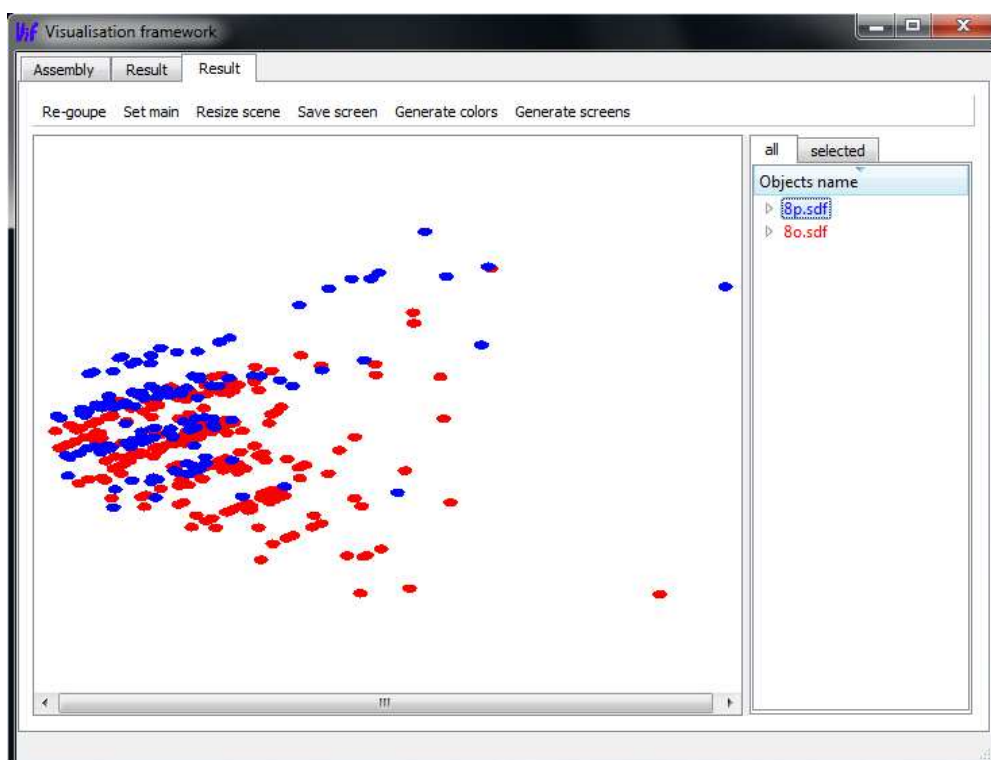 ViF Visualisation framework
Assembly Result Result
Re-goupe Set main Resize scene Save screen Generate colors Generate screens
all selected
Objects name
8p.sdf
8o.sdf